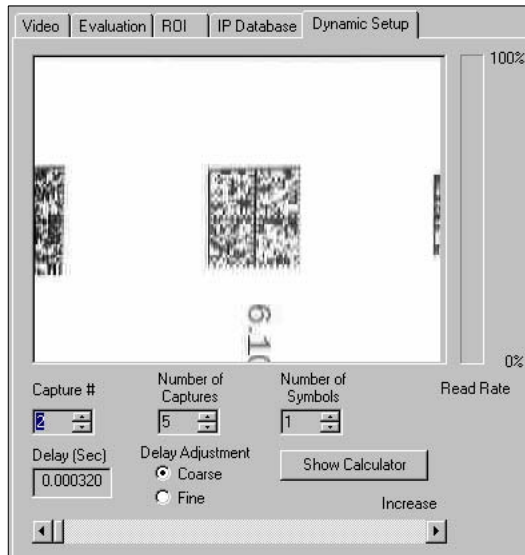 Video Evaluation ROI IP Database Dynamic Setup
100%
6.10
0%
Read Rate
Capture #
Number of Captures
Number of Symbols
2
5
1
Delay (Sec)
0.000320
Delay Adjustment
Coarse
Fine
Show Calculator
Increase